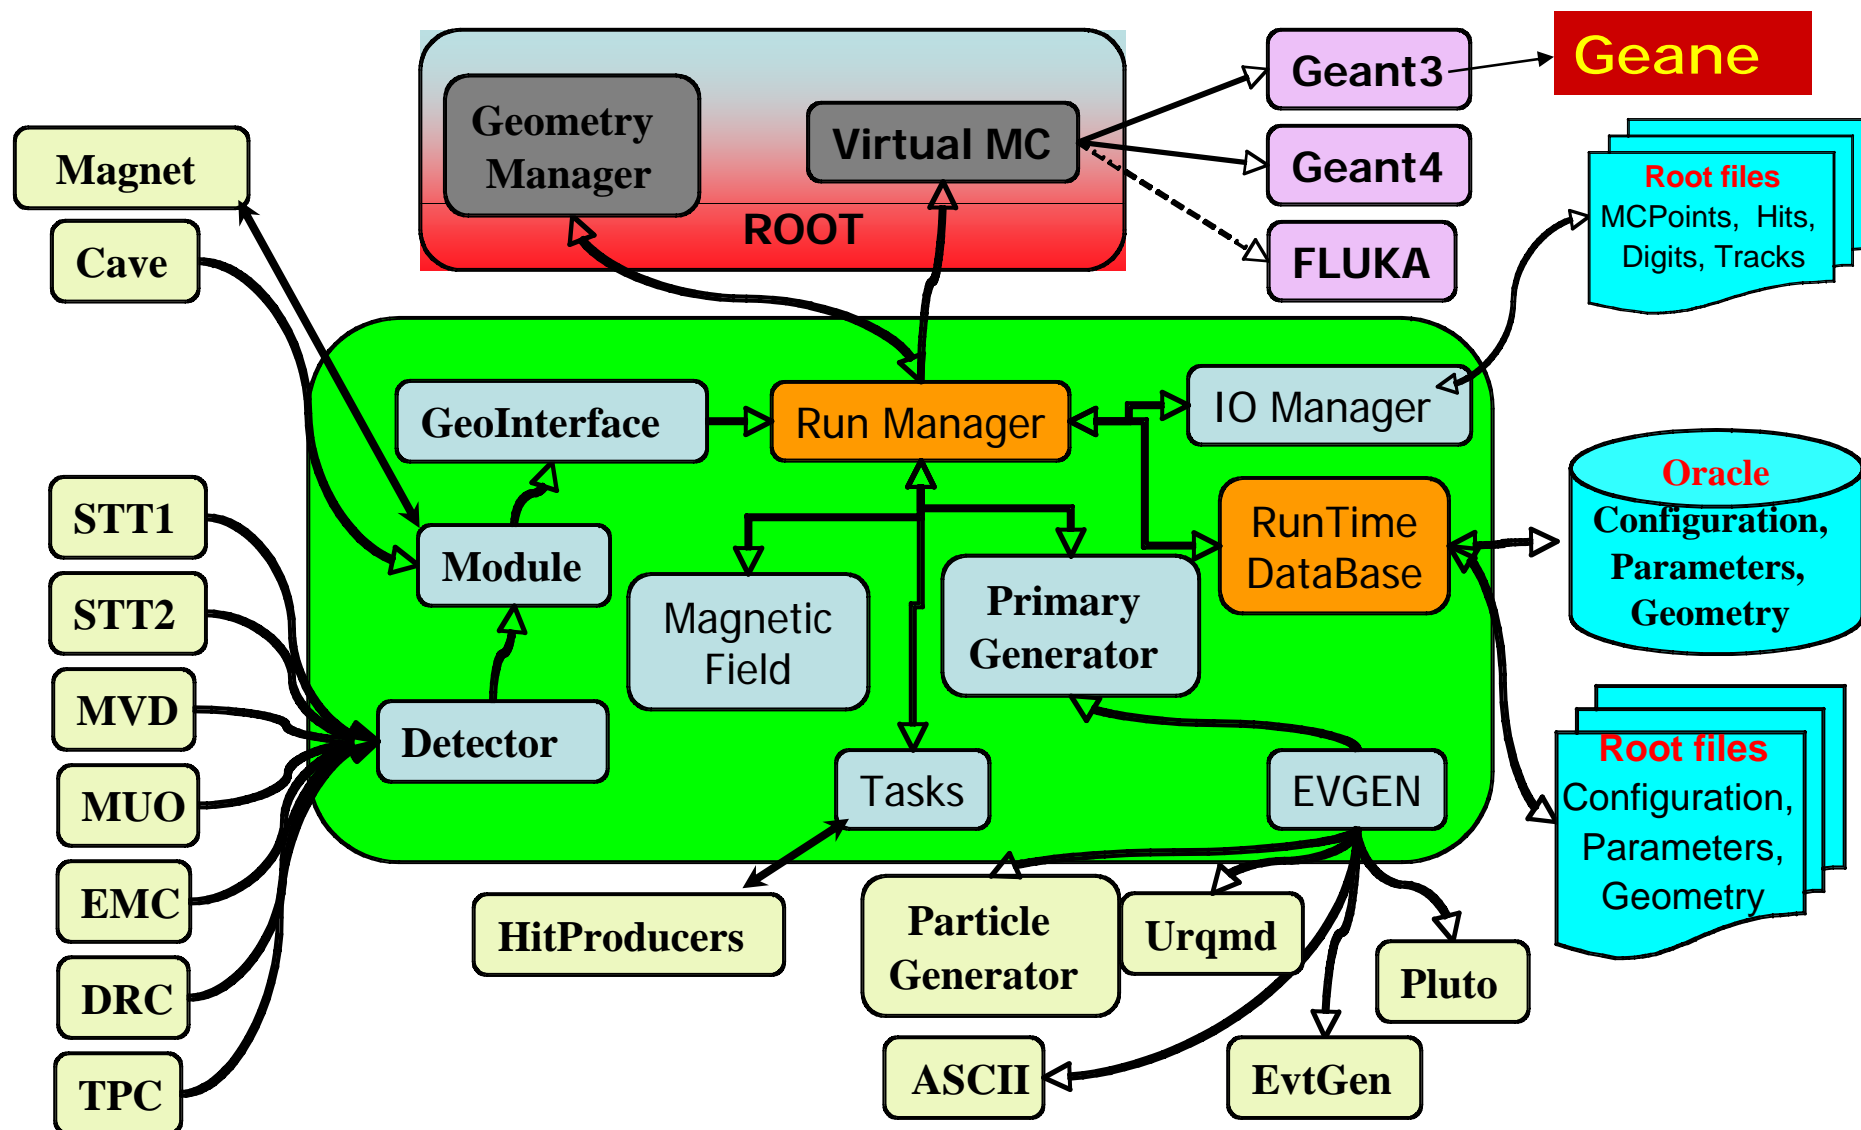 Geometry
Manager
Virtual MC
ROOT
Geant3
Geane
Geant4
FLUKA
Root files
MCPoints, Hits,
Digits, Tracks
Magnet
Cave
GeoInterface
Run Manager
IO Manager
Oracle
Configuration,
Parameters,
Geometry
STT1
STT2
MVD
MUO
EMC
DRC
TPC
Module
Detector
Magnetic
Field
Primary
Generator
RunTime
DataBase
Tasks
EVGEN
Root files
Configuration,
Parameters,
Geometry
HitProducers
Particle
Generator
Urqmd
Pluto
ASCII
EvtGen